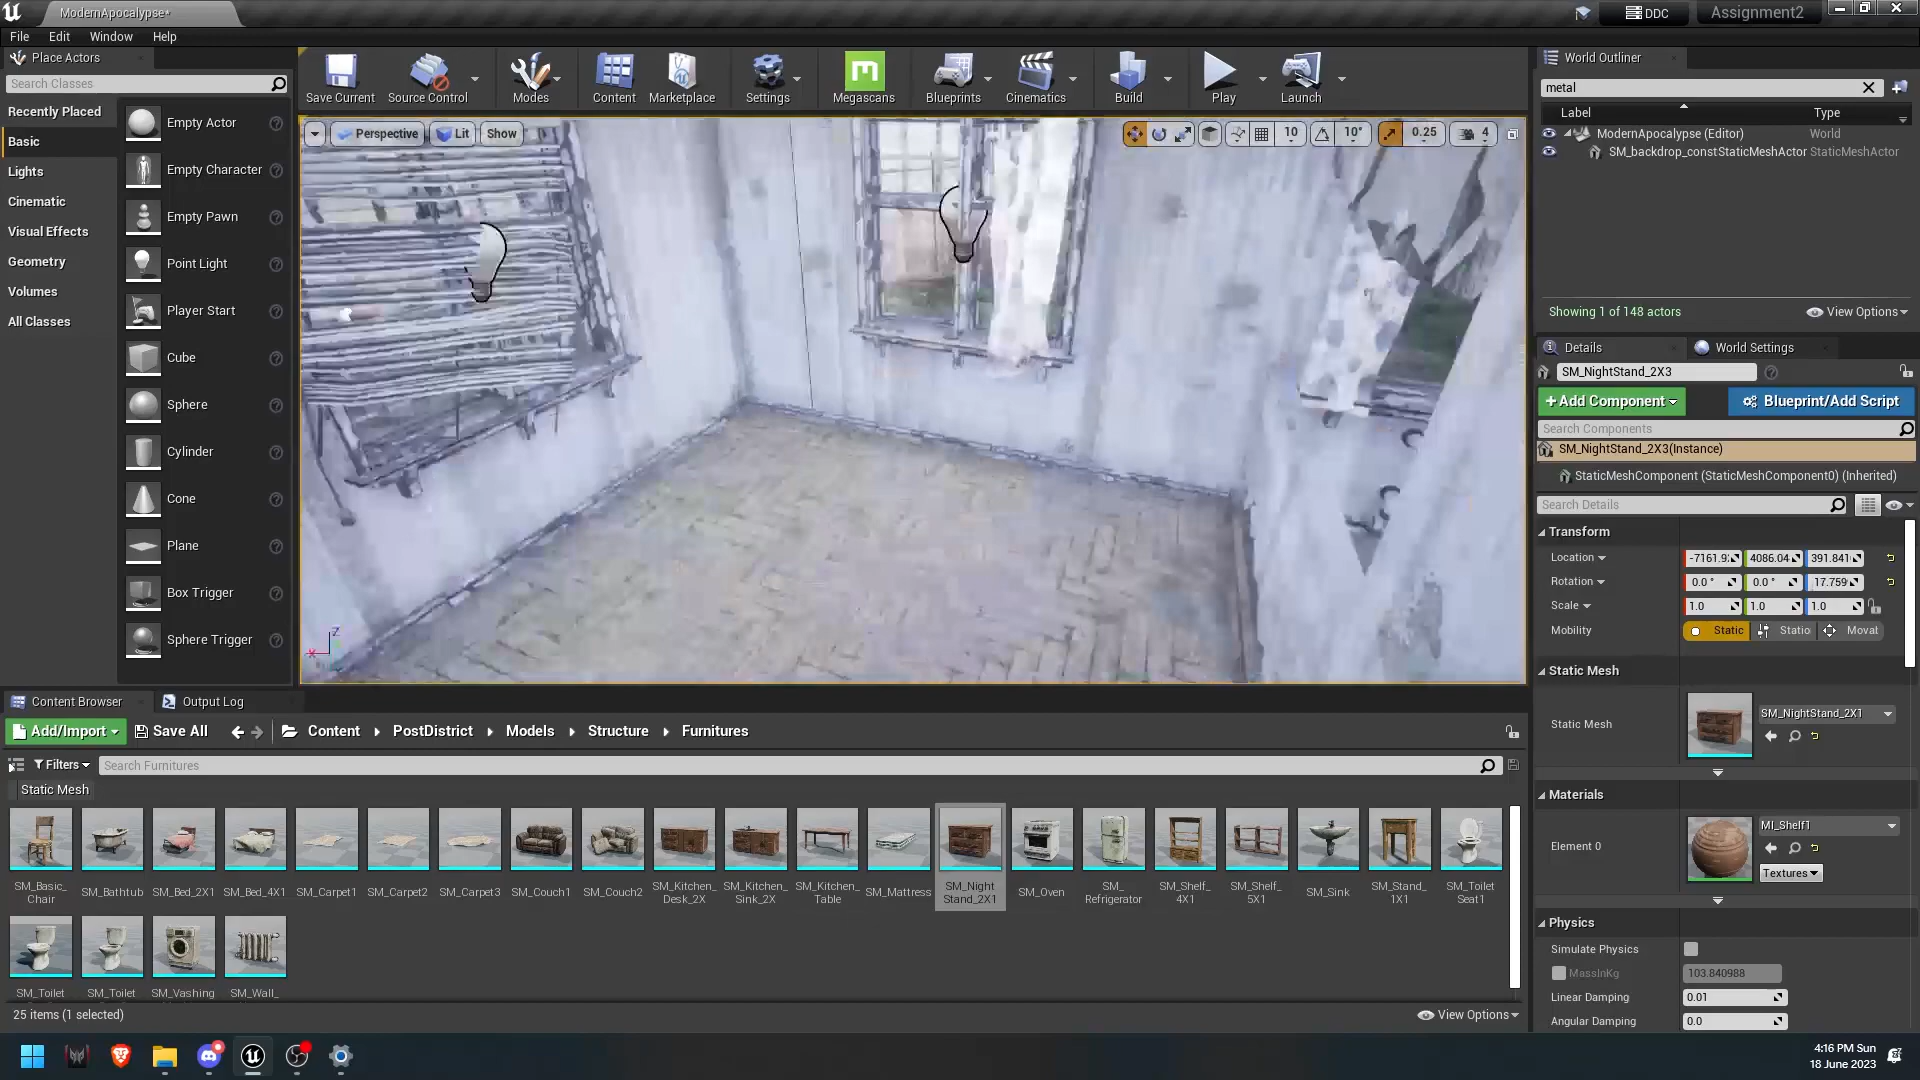 ModernApocalypse*
DDC
Assignment2
File Edit Window Help
Place Actors
Search Classes
Recently Placed
Basic
Lights
Cinematic
Visual Effects
Geometry
Volumes
All Classes
Empty Actor
Empty Character
Empty Pawn
Point Light
Player Start
Cube
Sphere
Cylinder
Cone
Plane
Box Trigger
Sphere Trigger
Save Current Source Control Modes Content Marketplace Settings Megascans Blueprints Cinematics Build Play Launch
Perspective Lit Show
10 10° 0.25 4
Z
X
World Outliner
metal
Label Type
ModernApocalypse (Editor) World
SM_backdrop_constStaticMeshActor StaticMeshActor
Showing 1 of 148 actors View Options
Details World Settings
SM_NightStand_2X3
+Add Component Blueprint/Add Script
Search Components
SM_NightStand_2X3(Instance)
StaticMeshComponent (StaticMeshComponent0) (Inherited)
Search Details
Transform
Location -7161.9 4086.04 391.841
Rotation 0.0 ° 0.0 ° 17.759
Scale 1.0 1.0 1.0
Mobility Static Statio Movat
Static Mesh
Static Mesh SM_NightStand_2X1
Materials
Element 0 MI_Shelf1
Textures
Physics
Simulate Physics
MassInKg 103.840988
Linear Damping 0.01
Angular Damping 0.0
Content Browser Output Log
Add/Import Save All Content PostDistrict Models Structure Furnitures
Filters Search Furnitures
Static Mesh
SM_Basic_
Chair
SM_Bathtub
SM_Bed_2X1
SM_Bed_4X1
SM_Carpet1
SM_Carpet2
SM_Carpet3
SM_Couch1
SM_Couch2
SM_Kitchen_
Desk_2X
SM_Kitchen_
Sink_2X
SM_Kitchen_
Table
SM_Mattress
SM_Night
Stand_2X1
SM_Oven
SM_
Refrigerator
SM_Shelf_
4X1
SM_Shelf_
5X1
SM_Sink
SM_Stand_
1X1
SM_Toilet
Seat1
SM_Toilet
SM_Toilet
SM_Vashing
SM_Wall_
25 items (1 selected) View Options
4:16 PM Sun
18 June 2023